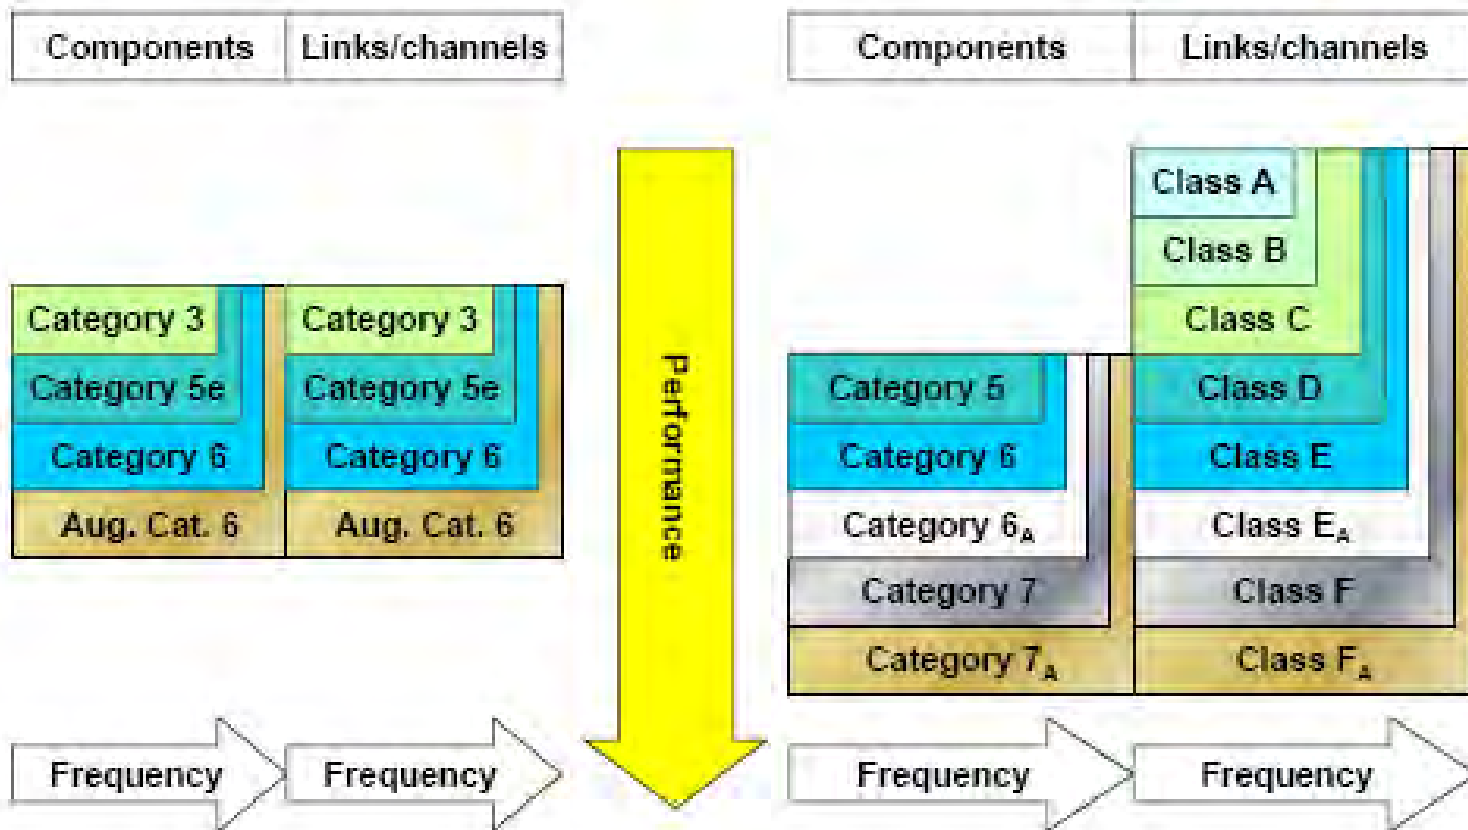 Components Links/channels
Category 3 Category 3
Category 5e Category 5e
Category 6 Category 6
Aug. Cat. 6 Aug. Cat. 6
Frequency Frequency
Performance
Components Links/channels
Class A
Class B
Class C
Category 5 Class D
Category 6 Class E
Category 6A Class EA
Category 7 Class F
Category 7A Class FA
Frequency Frequency